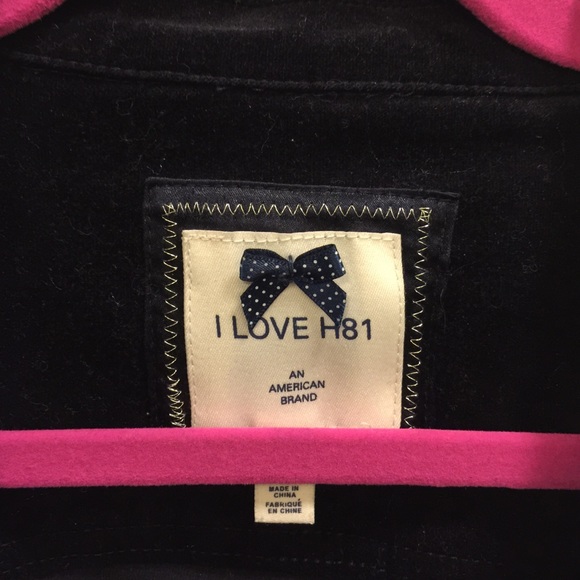 I LOVE H81
AN
AMERICAN
BRAND
MADE IN
CHINA
FABRIQUÉ
EN CHINE